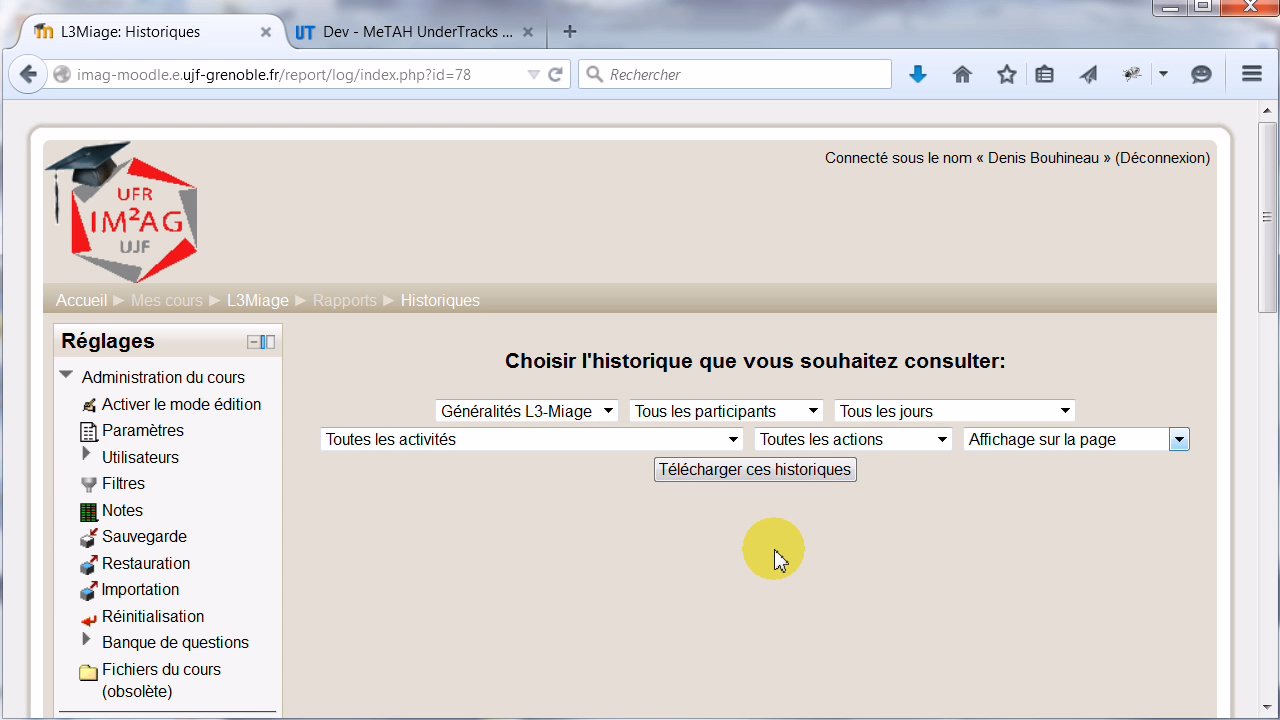 L3Miage: Historiques
Dev - MeTAH UnderTracks ...
imag-moodle.e.ujf-grenoble.fr/report/log/index.php?id=78
Rechercher
UFR
IM²AG
UJF
Connecté sous le nom « Denis Bouhineau » (Déconnexion)
Accueil ► Mes cours ► L3Miage ► Rapports ► Historiques
Réglages
Administration du cours
Activer le mode édition
Paramètres
Utilisateurs
Filtres
Notes
Sauvegarde
Restauration
Importation
Réinitialisation
Banque de questions
Fichiers du cours
(obsolète)
Choisir l'historique que vous souhaitez consulter:
Généralités L3-Miage Tous les participants Tous les jours
Toutes les activités Toutes les actions Affichage sur la page
Télécharger ces historiques